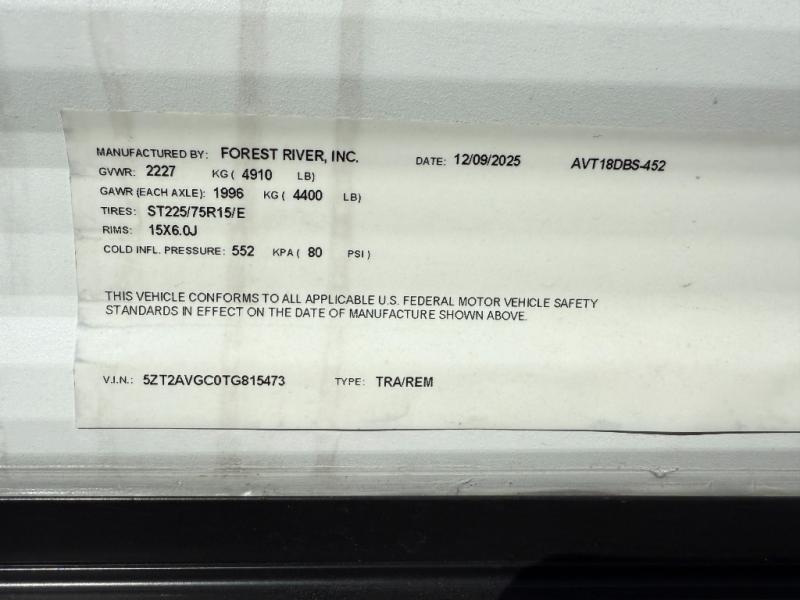 MANUFACTURED BY: FOREST RIVER, INC. DATE: 12/09/2025 AVT18DBS-452
GVWR: 2227 KG ( 4910 LB)
GAWR (EACH AXLE): 1996 KG ( 4400 LB)
TIRES: ST225/75R15/E
RIMS: 15X6.0J
COLD INFL. PRESSURE: 552 KPA ( 80 PSI )
THIS VEHICLE CONFORMS TO ALL APPLICABLE U.S. FEDERAL MOTOR VEHICLE SAFETY
STANDARDS IN EFFECT ON THE DATE OF MANUFACTURE SHOWN ABOVE.
V.I.N.: 5ZT2AVGC0TG815473 TYPE: TRA/REM